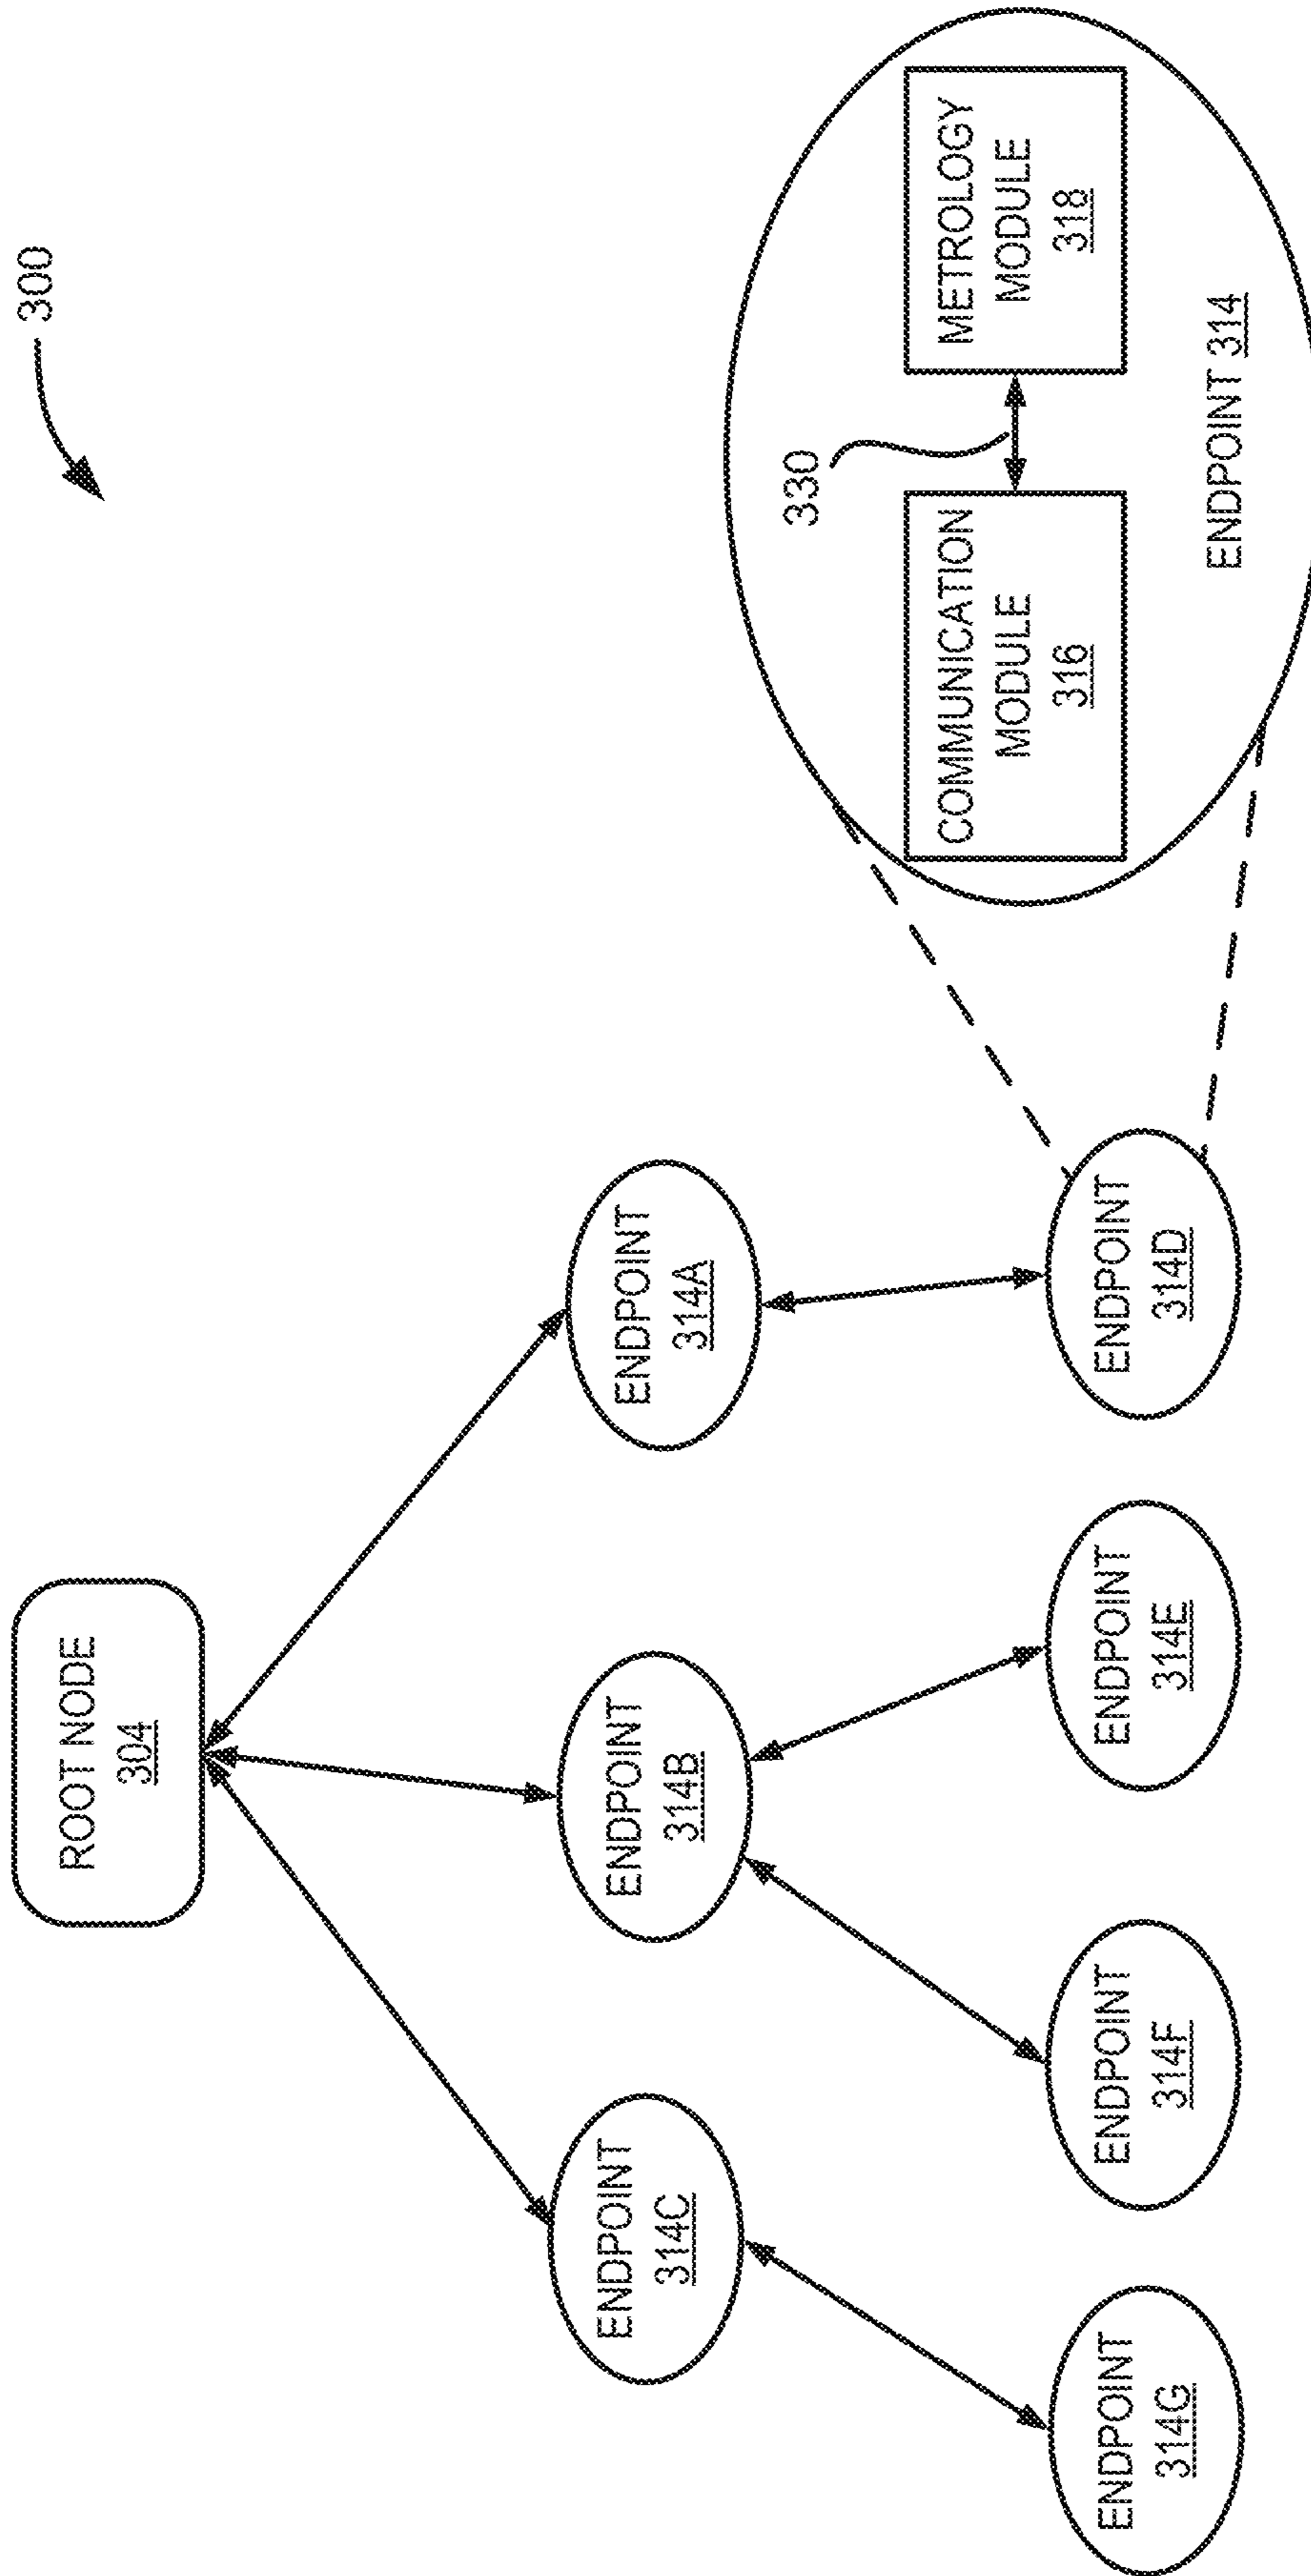 300
ROOT NODE
304
ENDPOINT
314C
ENDPOINT
314B
ENDPOINT
314A
ENDPOINT
314G
ENDPOINT
314F
ENDPOINT
314E
ENDPOINT
314D
330
COMMUNICATION
MODULE
316
METROLOGY
MODULE
318
ENDPOINT 314